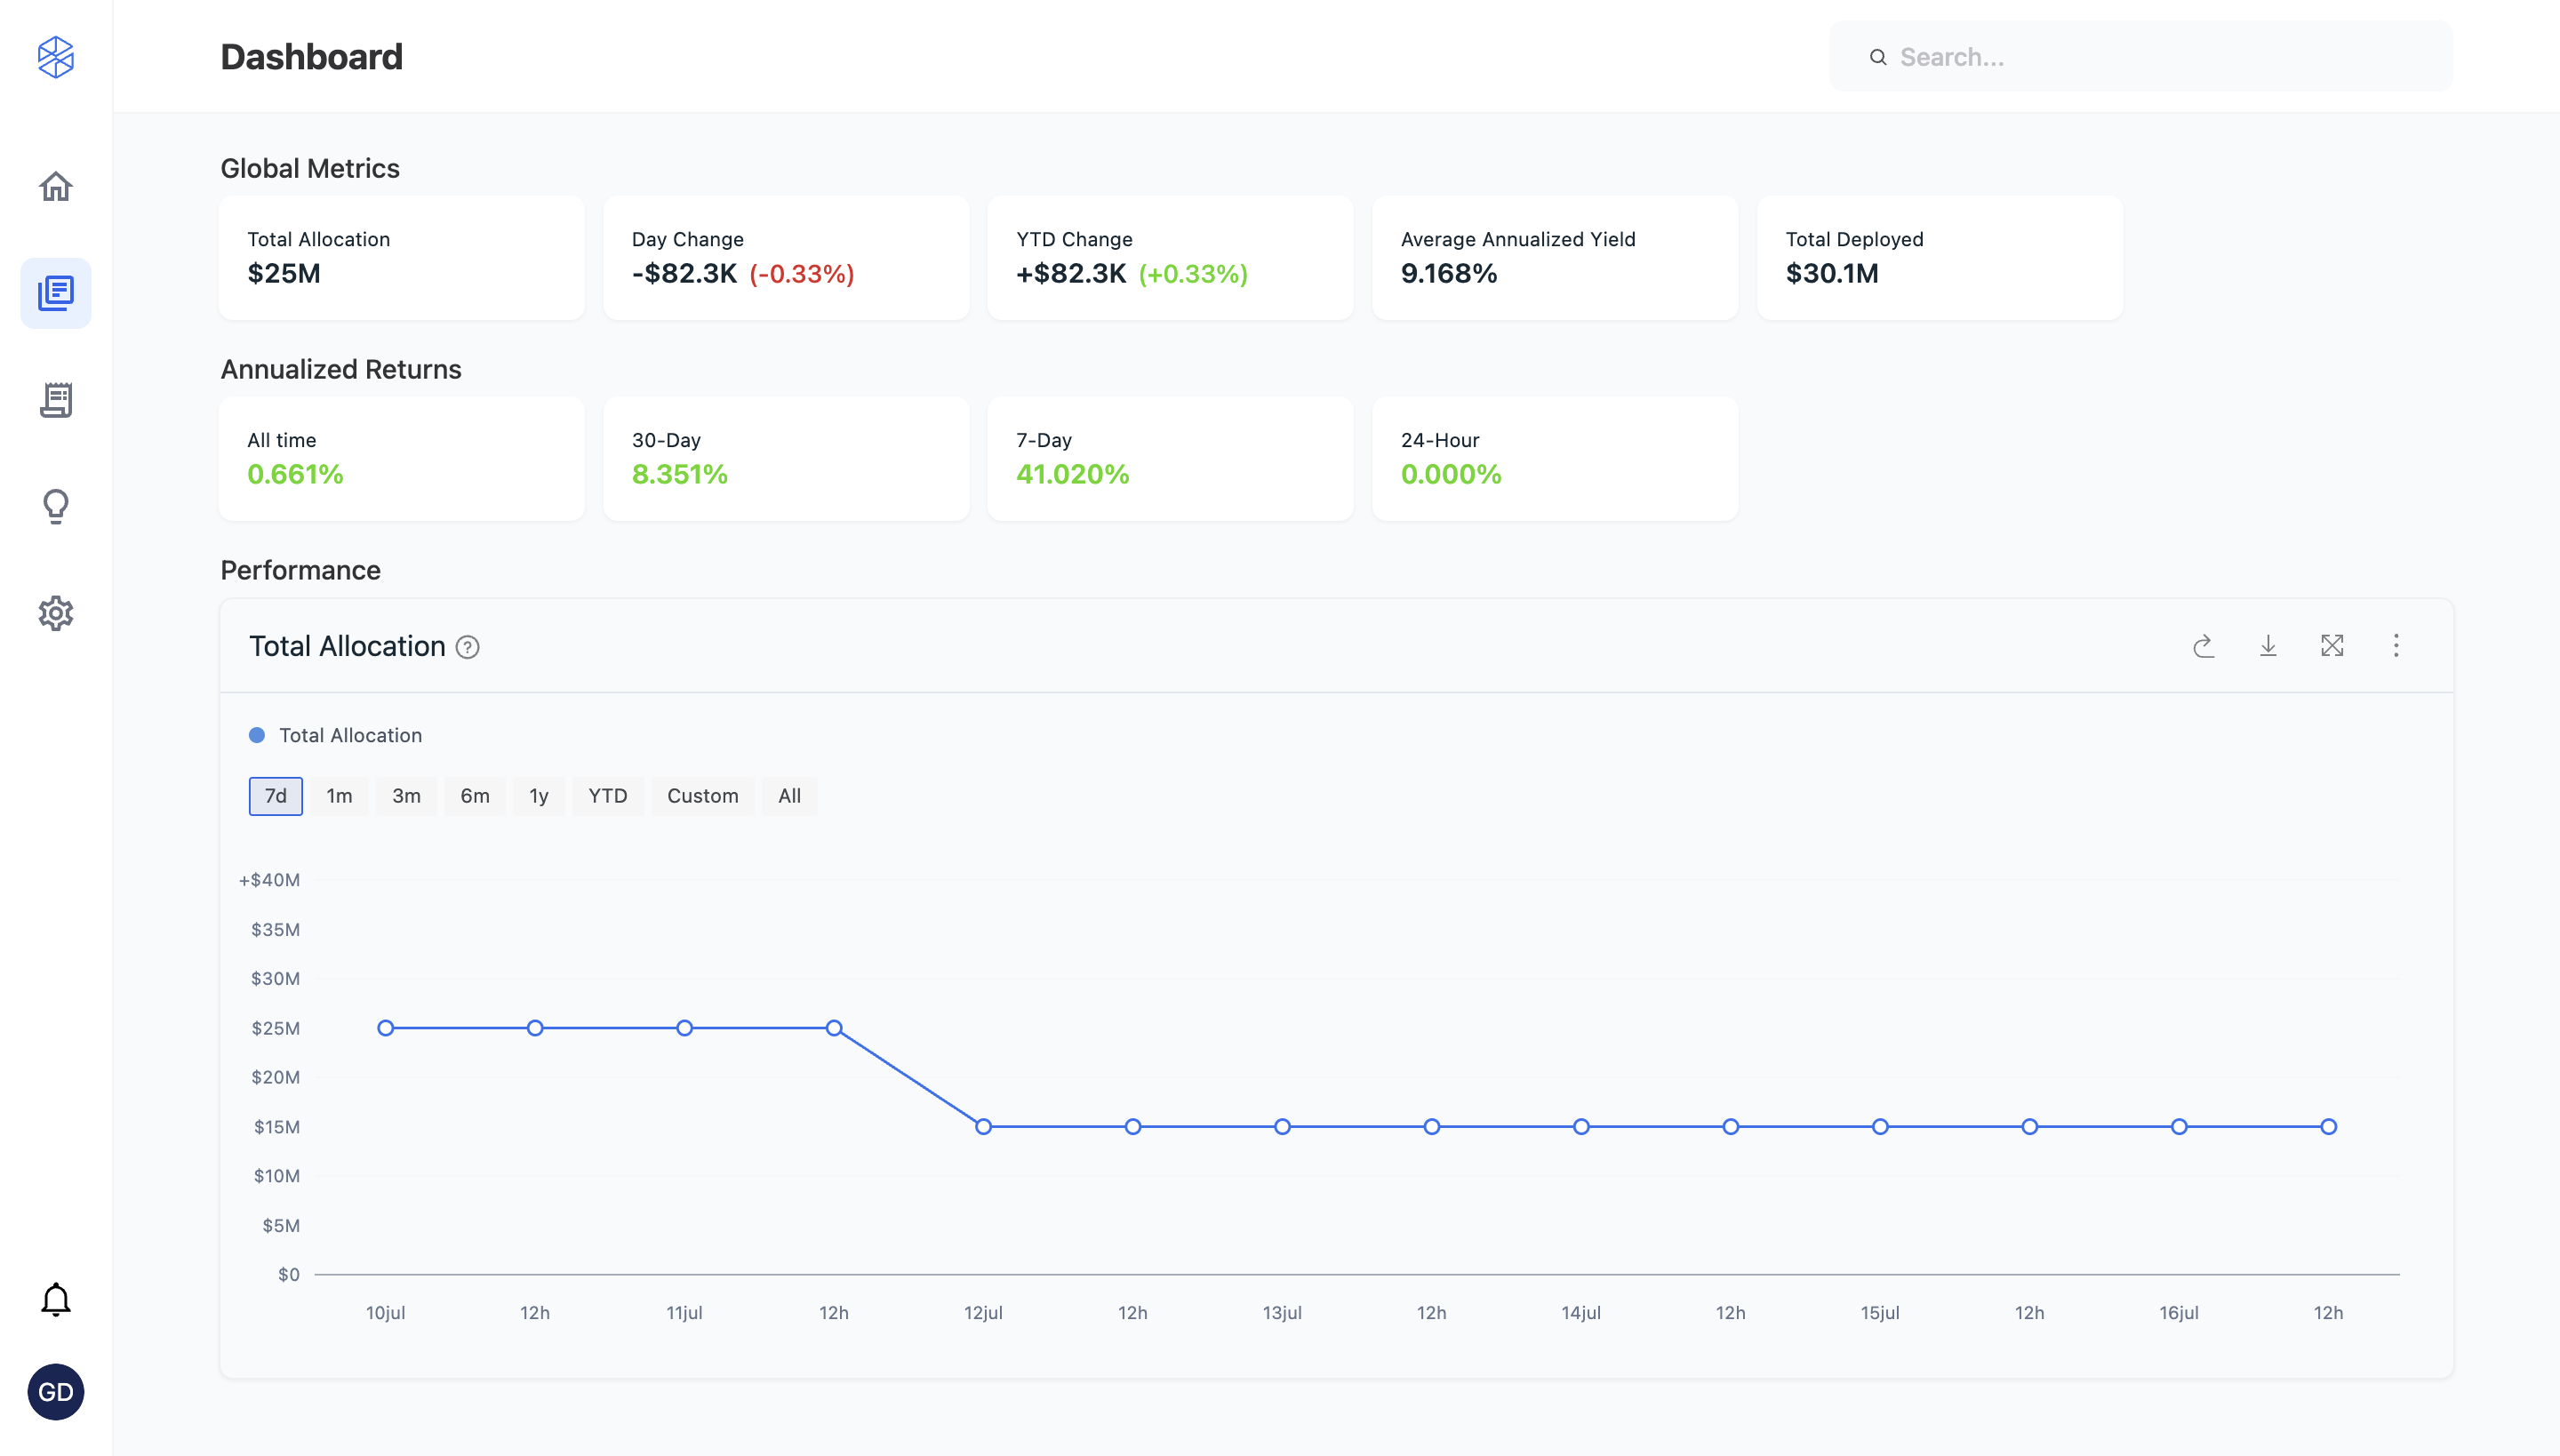 Dashboard
Search...
Global Metrics
Total Allocation
$25M
Day Change
-$82.3K (-0.33%)
YTD Change
+$82.3K (+0.33%)
Average Annualized Yield
9.168%
Total Deployed
$30.1M
Annualized Returns
All time
0.661%
30-Day
8.351%
7-Day
41.020%
24-Hour
0.000%
Performance
Total Allocation ?
Total Allocation
7d 1m 3m 6m 1y YTD Custom All
+$40M
$35M
$30M
$25M
$20M
$15M
$10M
$5M
$0
10jul 12h 11jul 12h 12jul 12h 13jul 12h 14jul 12h 15jul 12h 16jul 12h
GD